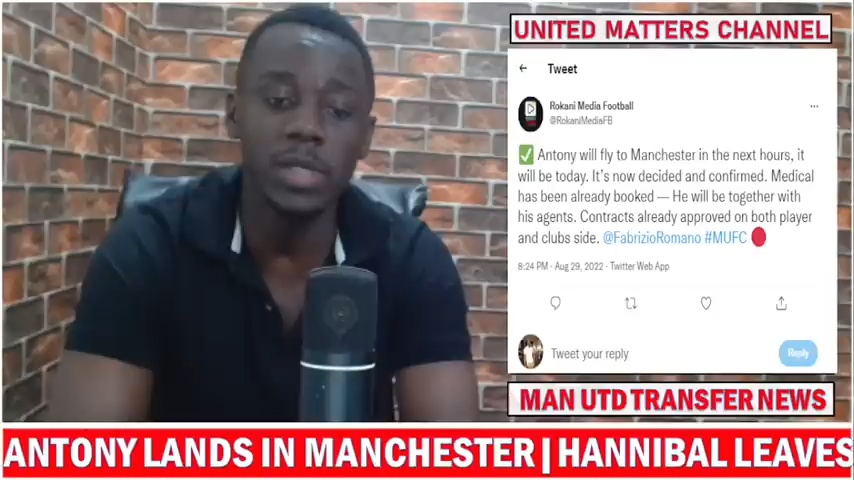 UNITED MATTERS CHANNEL
Tweet
Rokani Media Football
@RokaniMediaFB
✅ Antony will fly to Manchester in the next hours, it
will be today. It's now decided and confirmed. Medical
has been already booked — He will be together with
his agents. Contracts already approved on both player
and clubs side. @FabrizioRomano #MUFC 🔴
8:24 PM · Aug 29, 2022 · Twitter Web App
Tweet your reply
Reply
MAN UTD TRANSFER NEWS
ANTONY LANDS IN MANCHESTER | HANNIBAL LEAVES